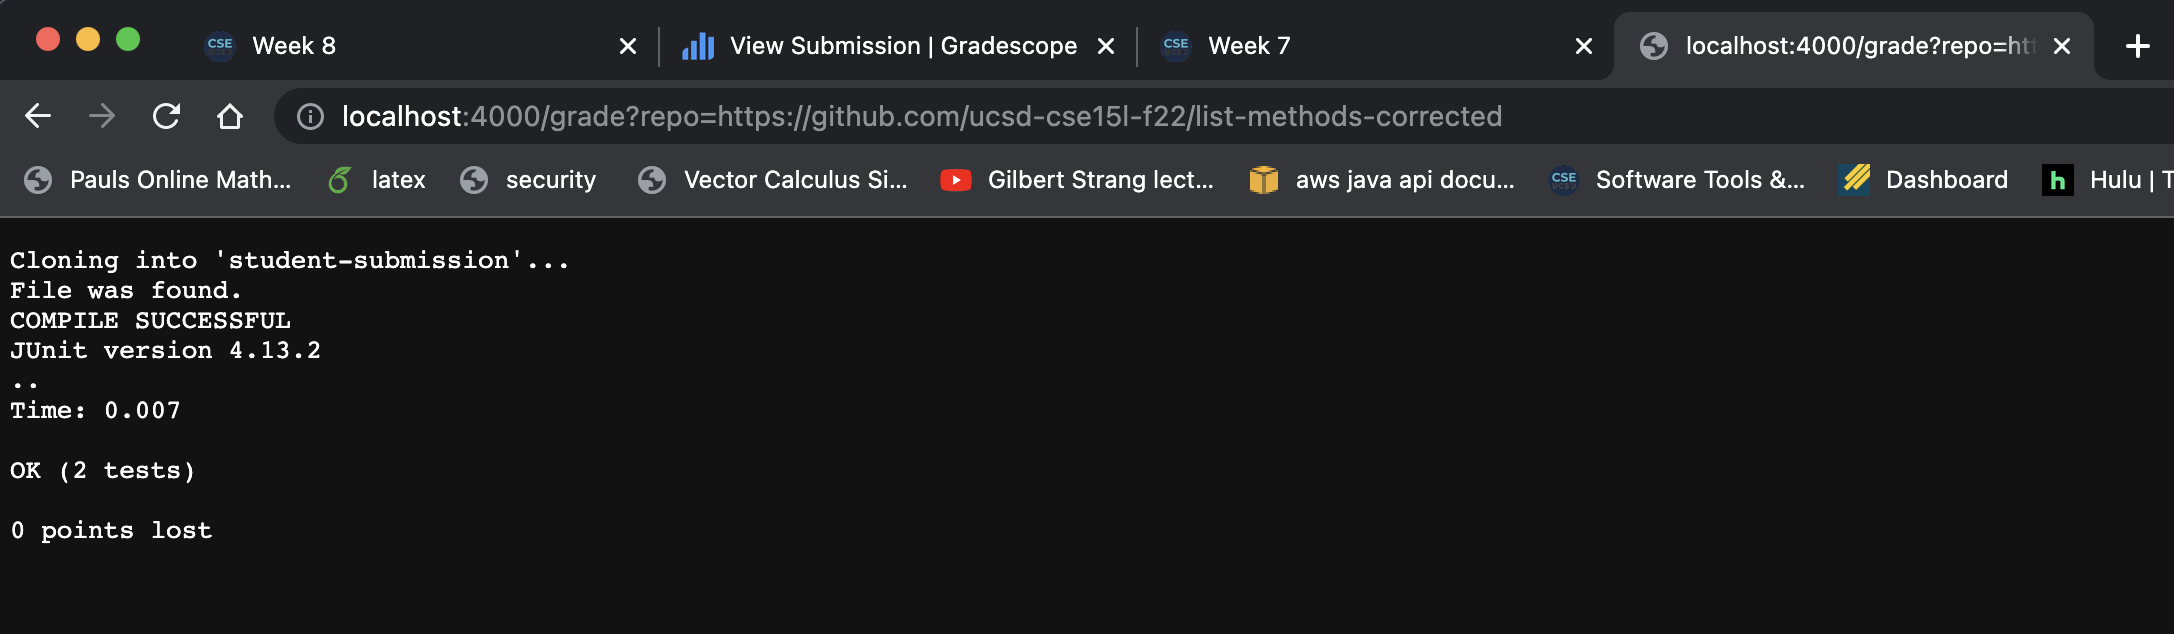 CSE Week 8
View Submission | Gradescope
CSE Week 7
localhost:4000/grade?repo=htt
localhost:4000/grade?repo=https://github.com/ucsd-cse15l-f22/list-methods-corrected
Pauls Online Math...
latex
security
Vector Calculus Si...
Gilbert Strang lect...
aws java api docu...
CSE Software Tools &...
Dashboard
h Hulu | T
Cloning into 'student-submission'...
File was found.
COMPILE SUCCESSFUL
JUnit version 4.13.2
..
Time: 0.007
OK (2 tests)
0 points lost